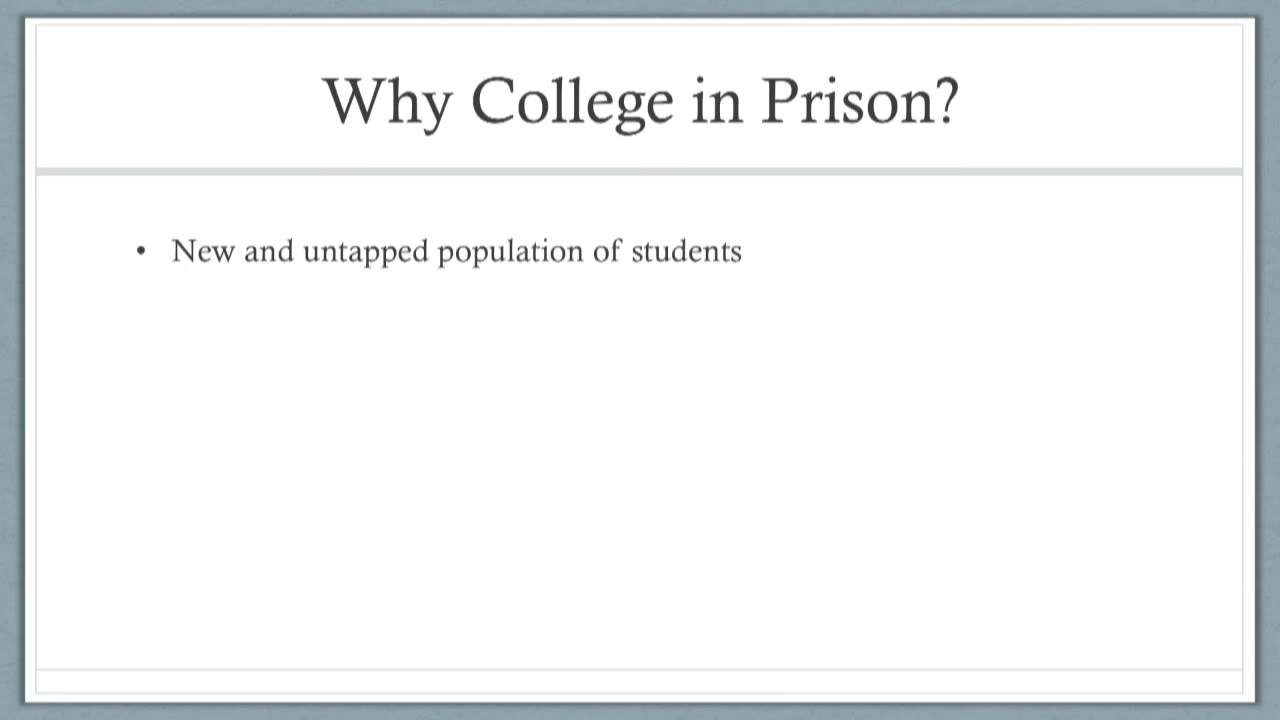 Why College in Prison?
• New and untapped population of students